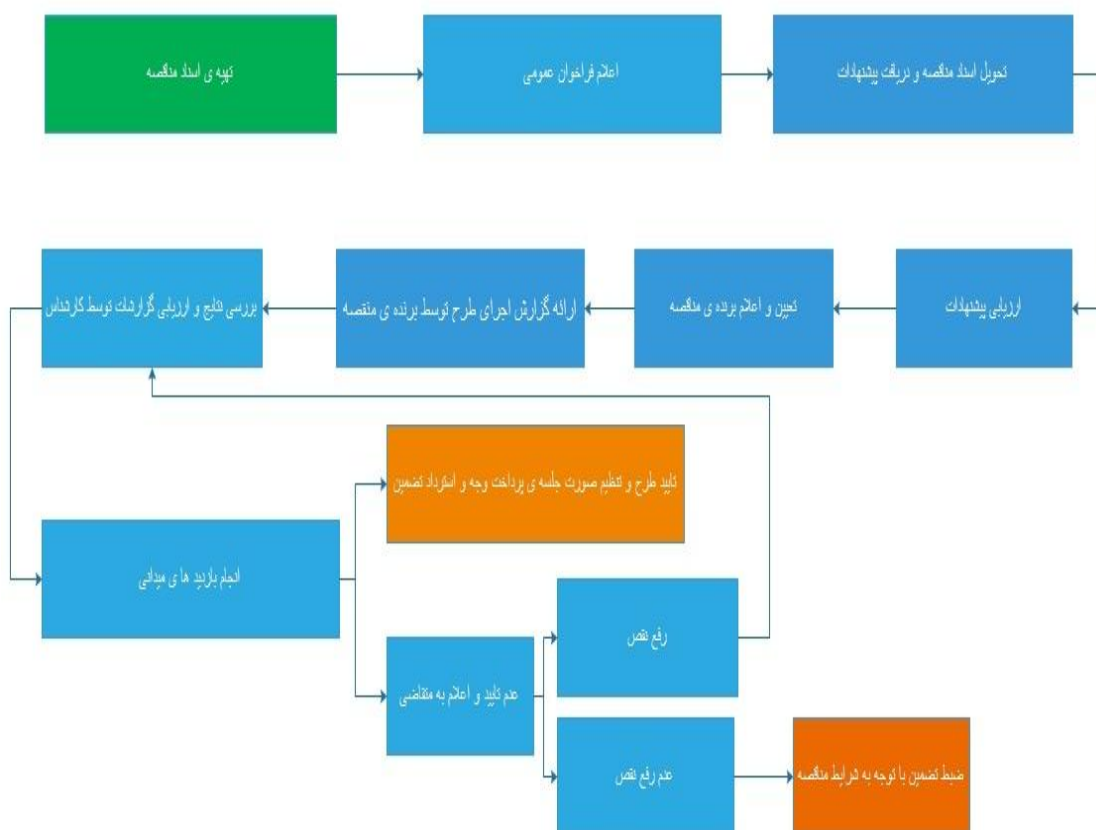 تهیه ی اسناد مناقصه
اعلام فراخوان عمومی
تحویل اسناد مناقصه و دریافت پیشنهادات
ارزیابی پیشنهادات
تعیین و اعلام برنده ی مناقصه
ارائه گزارش اجرای طرح توسط برنده ی منقصه
بررسی نتایج و ارزیابی گزارشات توسط کارشناس
انجام بازدید ها ی میدانی
تایید طرح و تنظیم صورت جلسه ی پرداخت وجه و استرداد تضمین
عدم تایید و اعلام به متقاضی
رفع نقص
عدم رفع نقص
ضبط تضمین با توجه به شرایط مناقصه